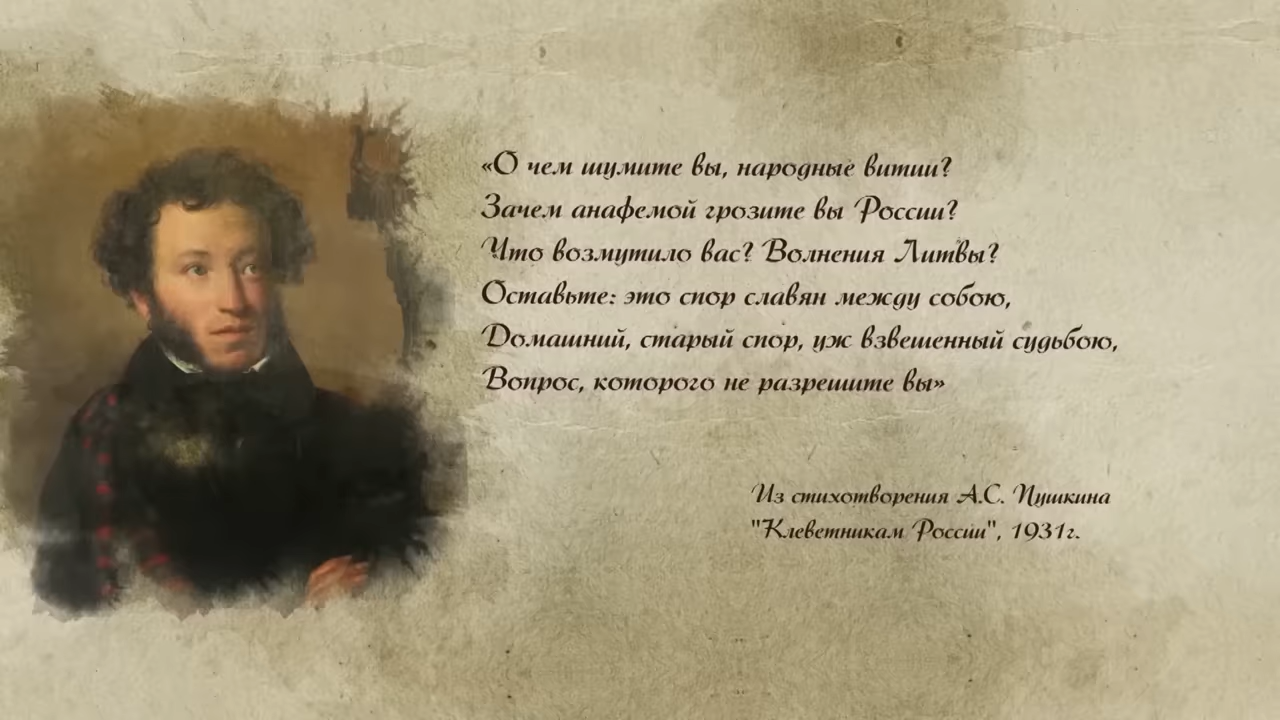 «О чем шумите вы, народные витии?
Зачем анафемой грозите вы России?
Что возмутило вас? Волнения Литвы?
Оставьте: это спор славян между собою,
Домашний, старый спор, уж взвешенный судьбою,
Вопрос, которого не разрешите вы»
Из стихотворения А.С. Пушкина
"Клеветникам России", 1931г.